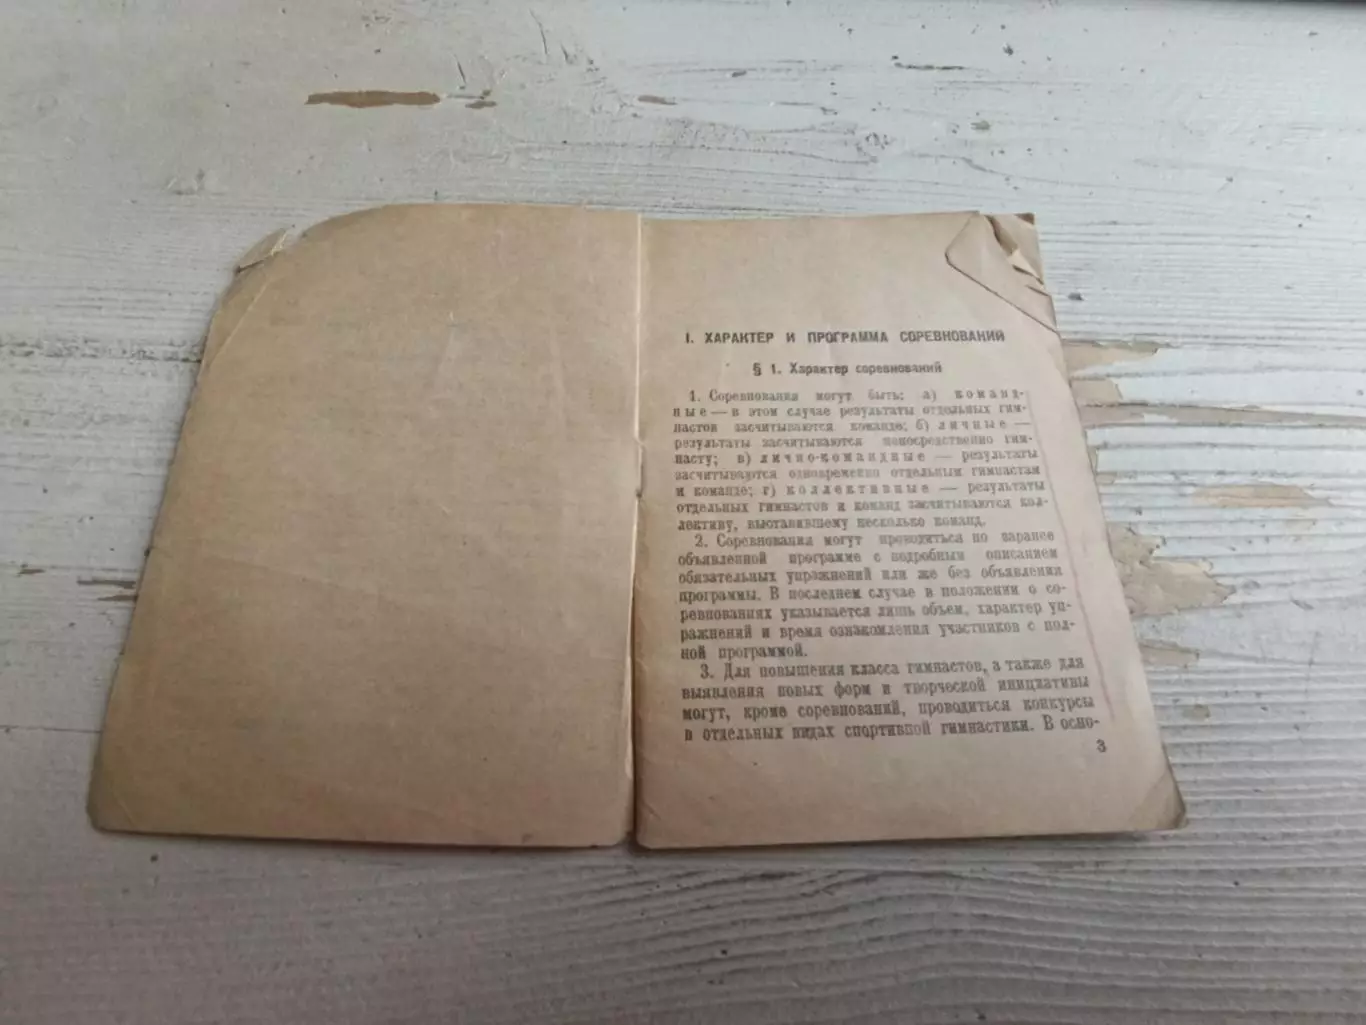 I. ХАРАКТЕР И ПРОГРАММА СОРЕВНОВАНИЙ
§ 1. Характер соревнований
1. Соревнования могут быть: а) команд-
ные — в этом случае результаты отдельных гим-
настов засчитываются команде; б) личные —
результаты засчитываются непосредственно гим-
насту; в) лично-командные — результаты
засчитываются одновременно отдельным гимнастам
и команде; г) коллективные — результаты
отдельных гимнастов и команд засчитываются кол-
лективу, выставившему несколько команд.
2. Соревнования могут проводиться по заранее
объявленной программе с подробным описанием
обязательных упражнений или же без объявления
программы. В последнем случае в положении о со-
ревнованиях указывается лишь объем, характер уп-
ражнений и время ознакомления участников с пол-
ной программой.
3. Для повышения класса гимнастов, а также для
выявления новых форм и творческой инициативы
могут, кроме соревнований, проводиться конкурсы
в отдельных видах спортивной гимнастики. В осно-
3